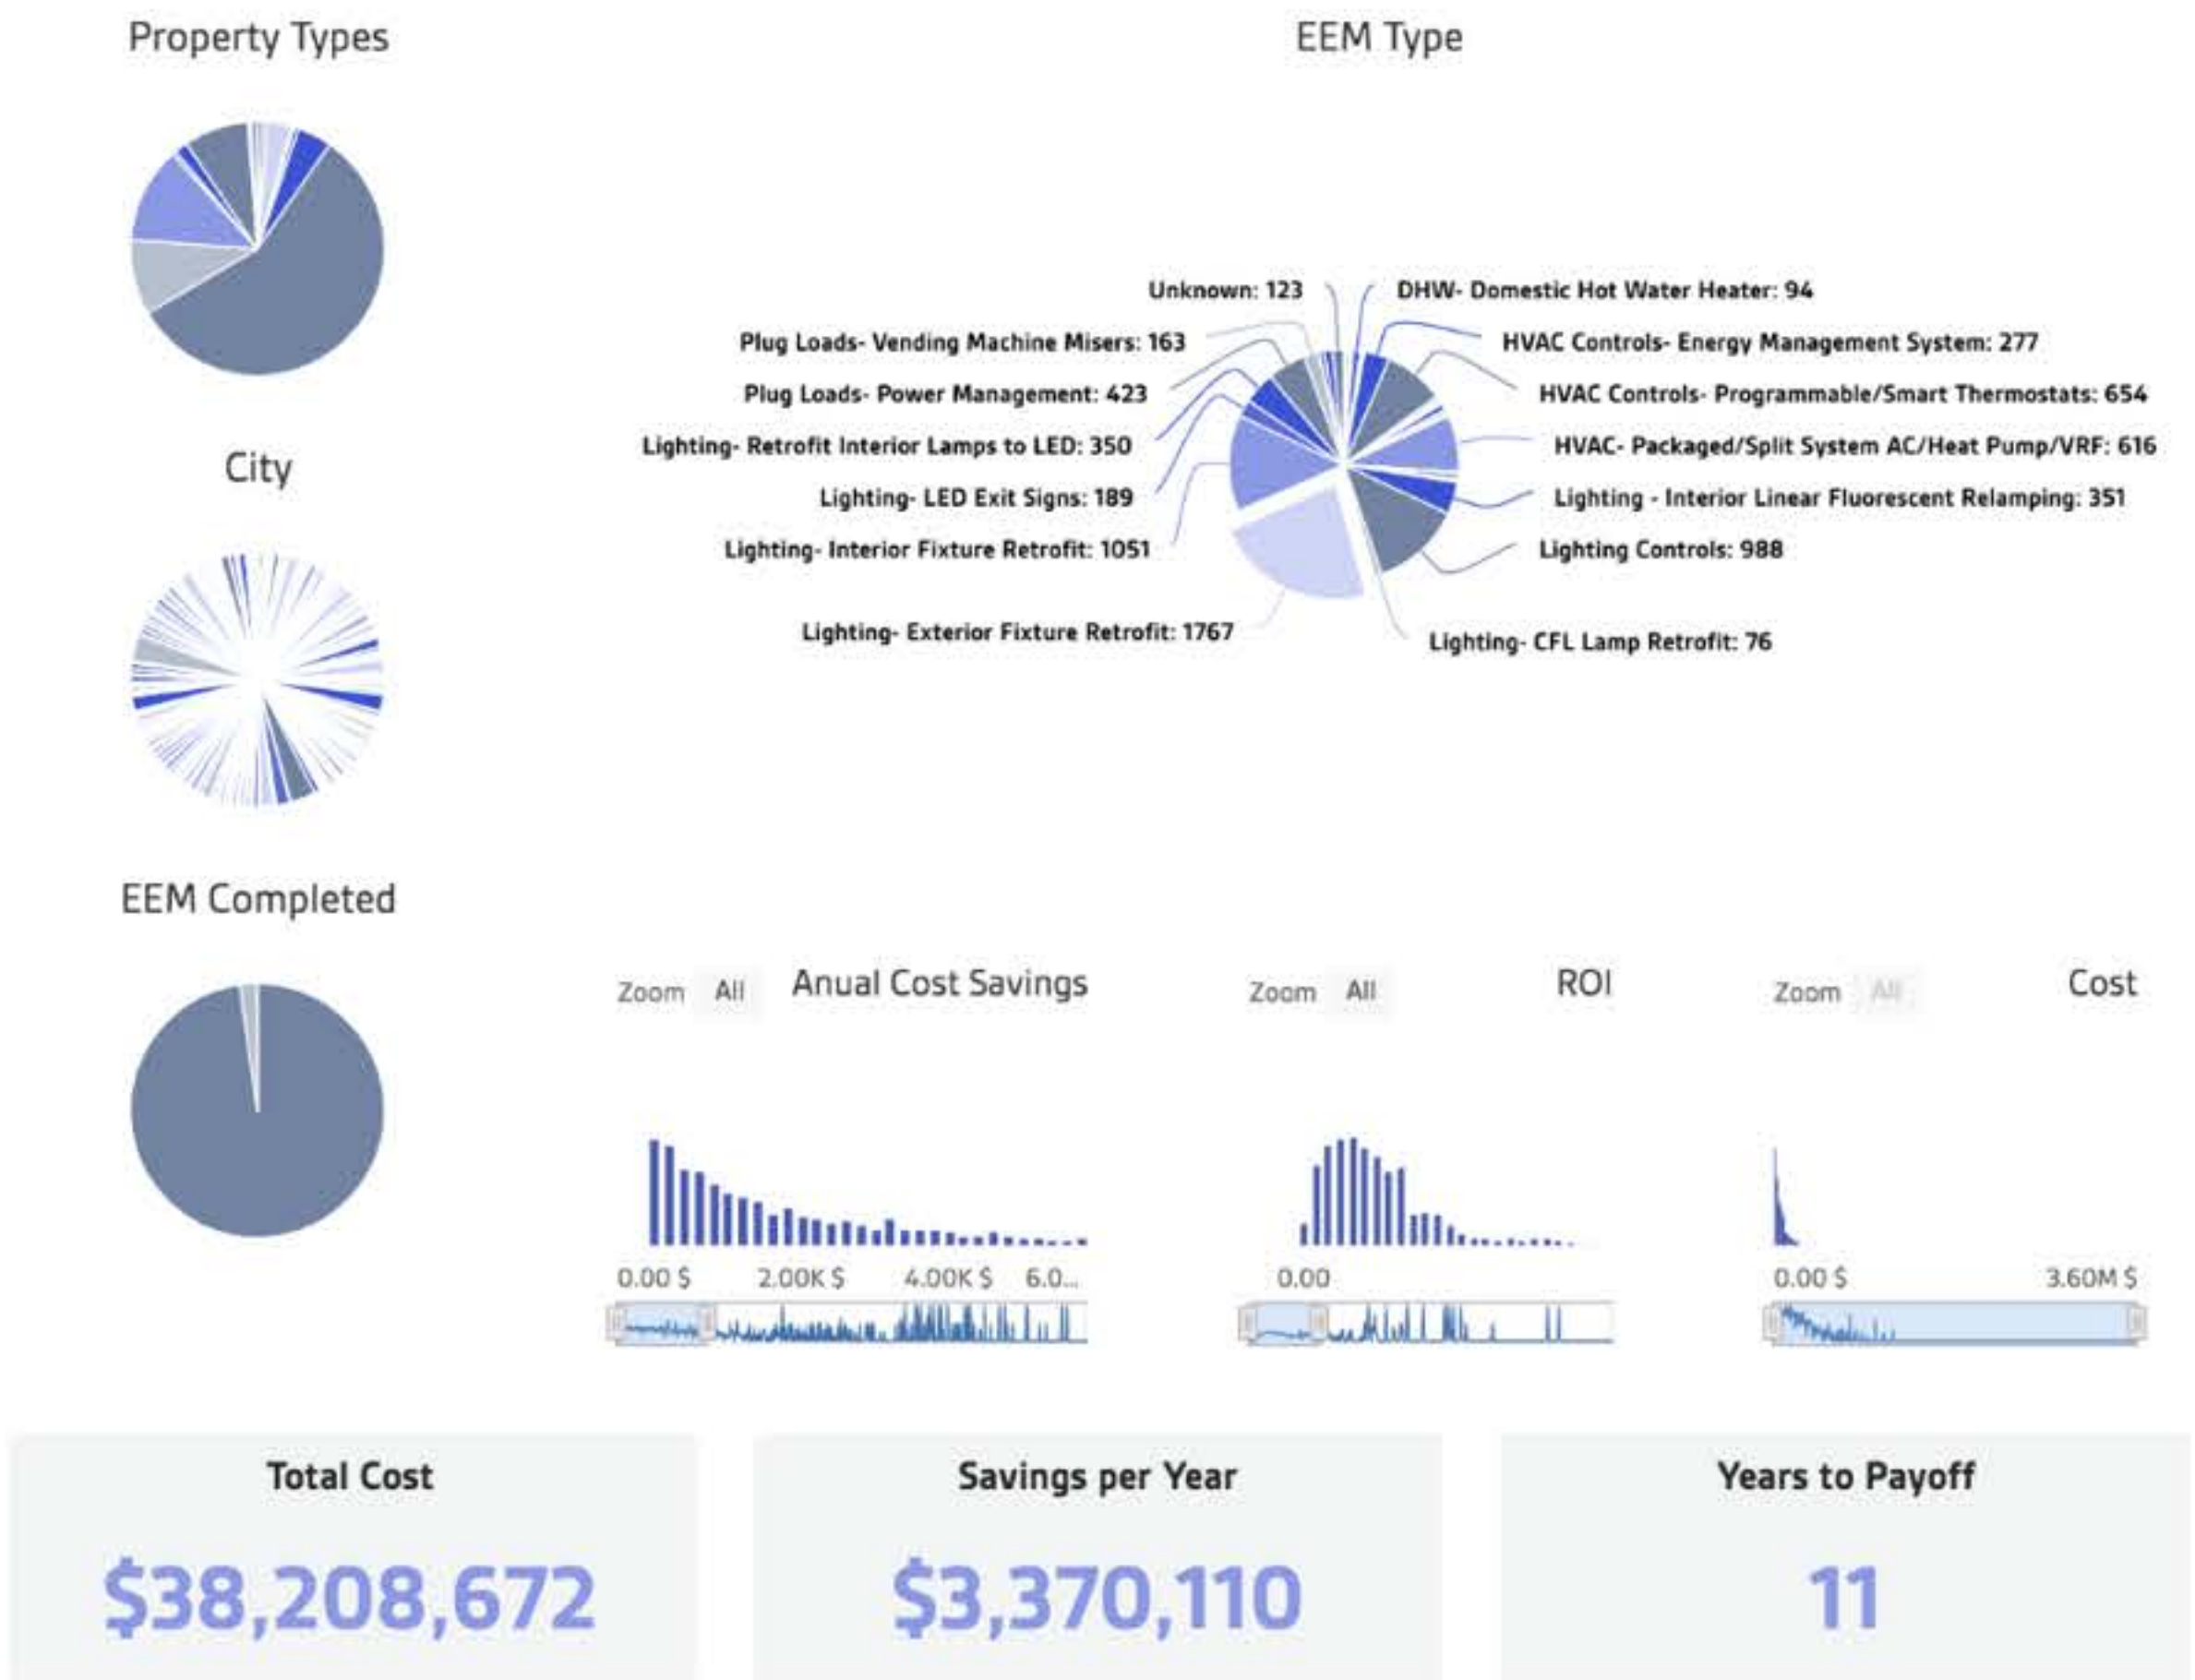 Property Types
EEM Type
Unknown: 123
DHW- Domestic Hot Water Heater: 94
Plug Loads- Vending Machine Misers: 163
HVAC Controls- Energy Management System: 277
Plug Loads- Power Management: 423
HVAC Controls- Programmable/Smart Thermostats: 654
Lighting- Retrofit Interior Lamps to LED: 350
HVAC- Packaged/Split System AC/Heat Pump/VRF: 616
Lighting- LED Exit Signs: 189
Lighting - Interior Linear Fluorescent Relamping: 351
Lighting- Interior Fixture Retrofit: 1051
Lighting Controls: 988
Lighting- Exterior Fixture Retrofit: 1767
Lighting- CFL Lamp Retrofit: 76
City
EEM Completed
Zoom All Anual Cost Savings
0.00 $ 2.00K $ 4.00K $ 6.0...
Zoom All ROI
0.00
Zoom All Cost
0.00 $ 3.60M $
Total Cost
$38,208,672
Savings per Year
$3,370,110
Years to Payoff
11